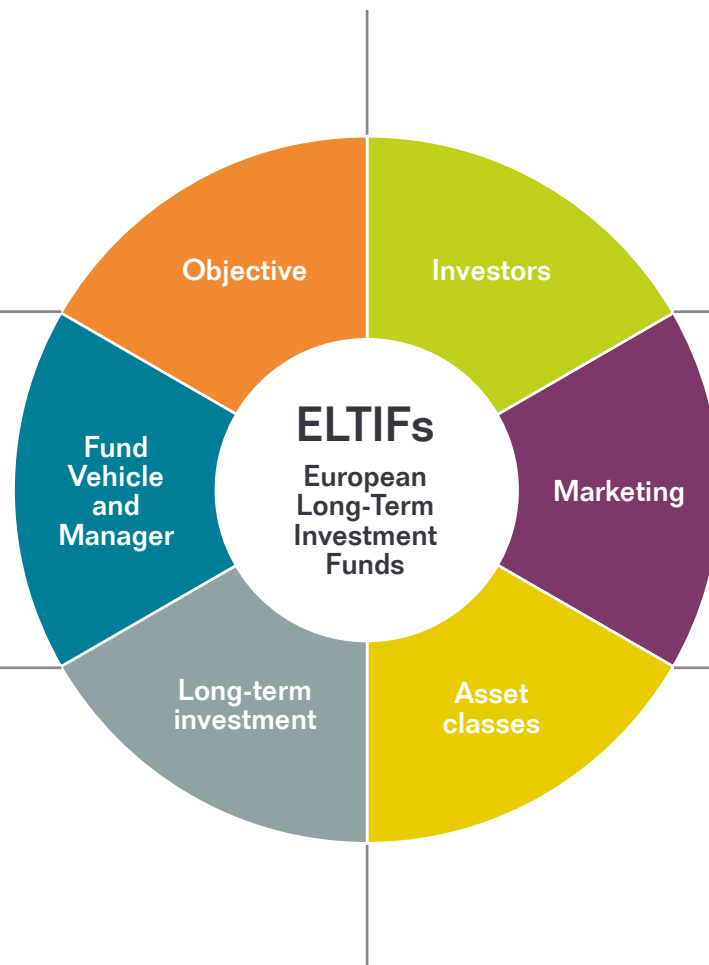 Objective
Investors
ELTIFs
European
Long-Term
Investment
Funds
Fund
Vehicle
and
Manager
Marketing
Long-term
investment
Asset
classes